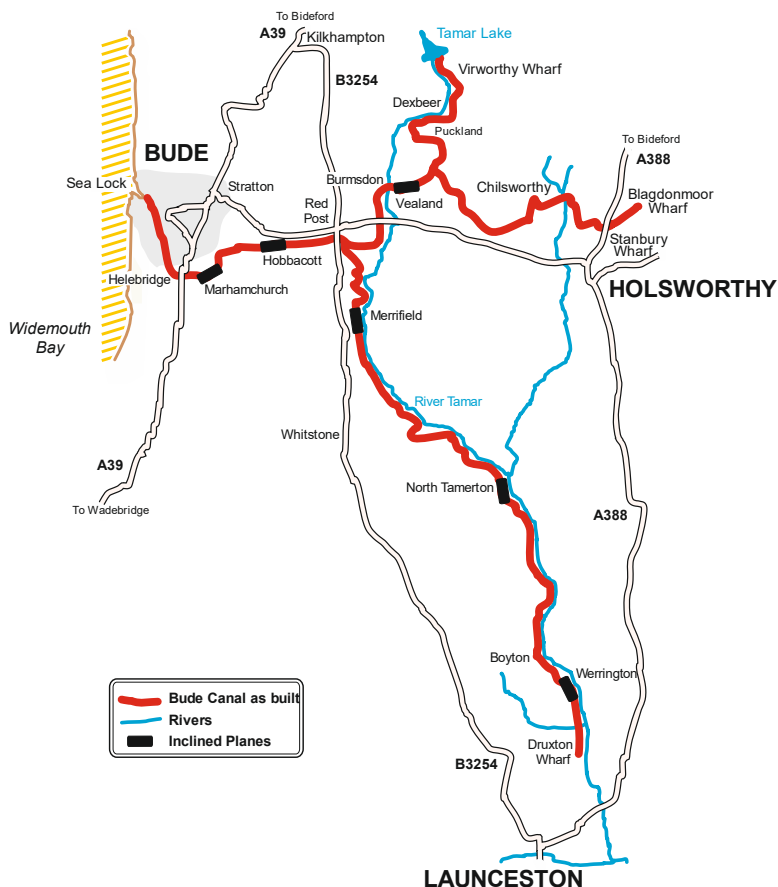 To Bideford
A39
Kilkhampton
Tamar Lake
Virworthy Wharf
B3254
Dexbeer
Puckland
To Bideford
A388
BUDE
Sea Lock
Stratton
Burmsdon
Vealand
Chilsworthy
Blagdonmoor
Wharf
Red
Post
Stanbury
Wharf
Hobbacott
Helebridge
Marhamchurch
HOLSWORTHY
Merrifield
Widemouth
Bay
River Tamar
Whitstone
A39
To Wadebridge
North Tamerton
A388
Boyton
Werrington
Bude Canal as built
Rivers
Inclined Planes
Druxton
Wharf
B3254
LAUNCESTON